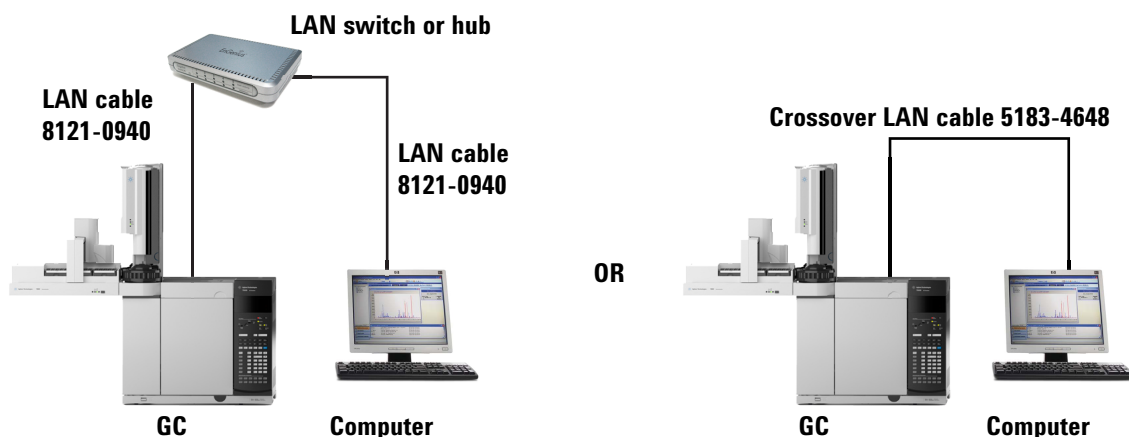 LAN switch or hub
LAN cable
8121-0940
LAN cable
8121-0940
GC
Computer
OR
Crossover LAN cable 5183-4648
GC
Computer